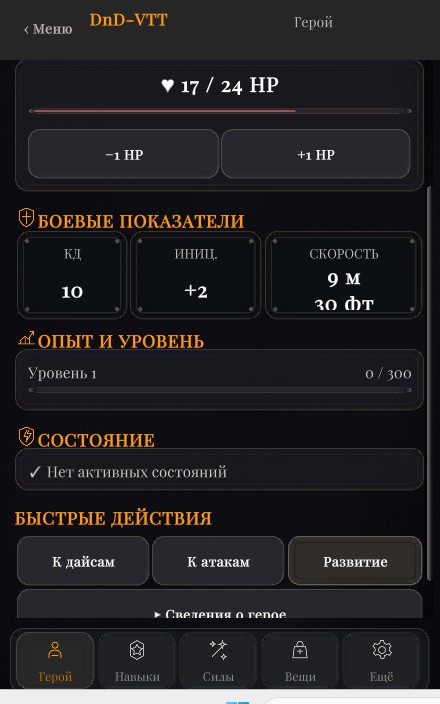 ‹ Меню
DnD-VTT
Герой
♥ 17 / 24 HP
−1 HP
+1 HP
БОЕВЫЕ ПОКАЗАТЕЛИ
КД
ИНИЦ.
СКОРОСТЬ
10
+2
9 м
30 фт
ОПЫТ И УРОВЕНЬ
Уровень 1
0 / 300
СОСТОЯНИЕ
✓ Нет активных состояний
БЫСТРЫЕ ДЕЙСТВИЯ
К дайсам
К атакам
Развитие
▸ Сведения о герое
Герой
Навыки
Силы
Вещи
Ещё